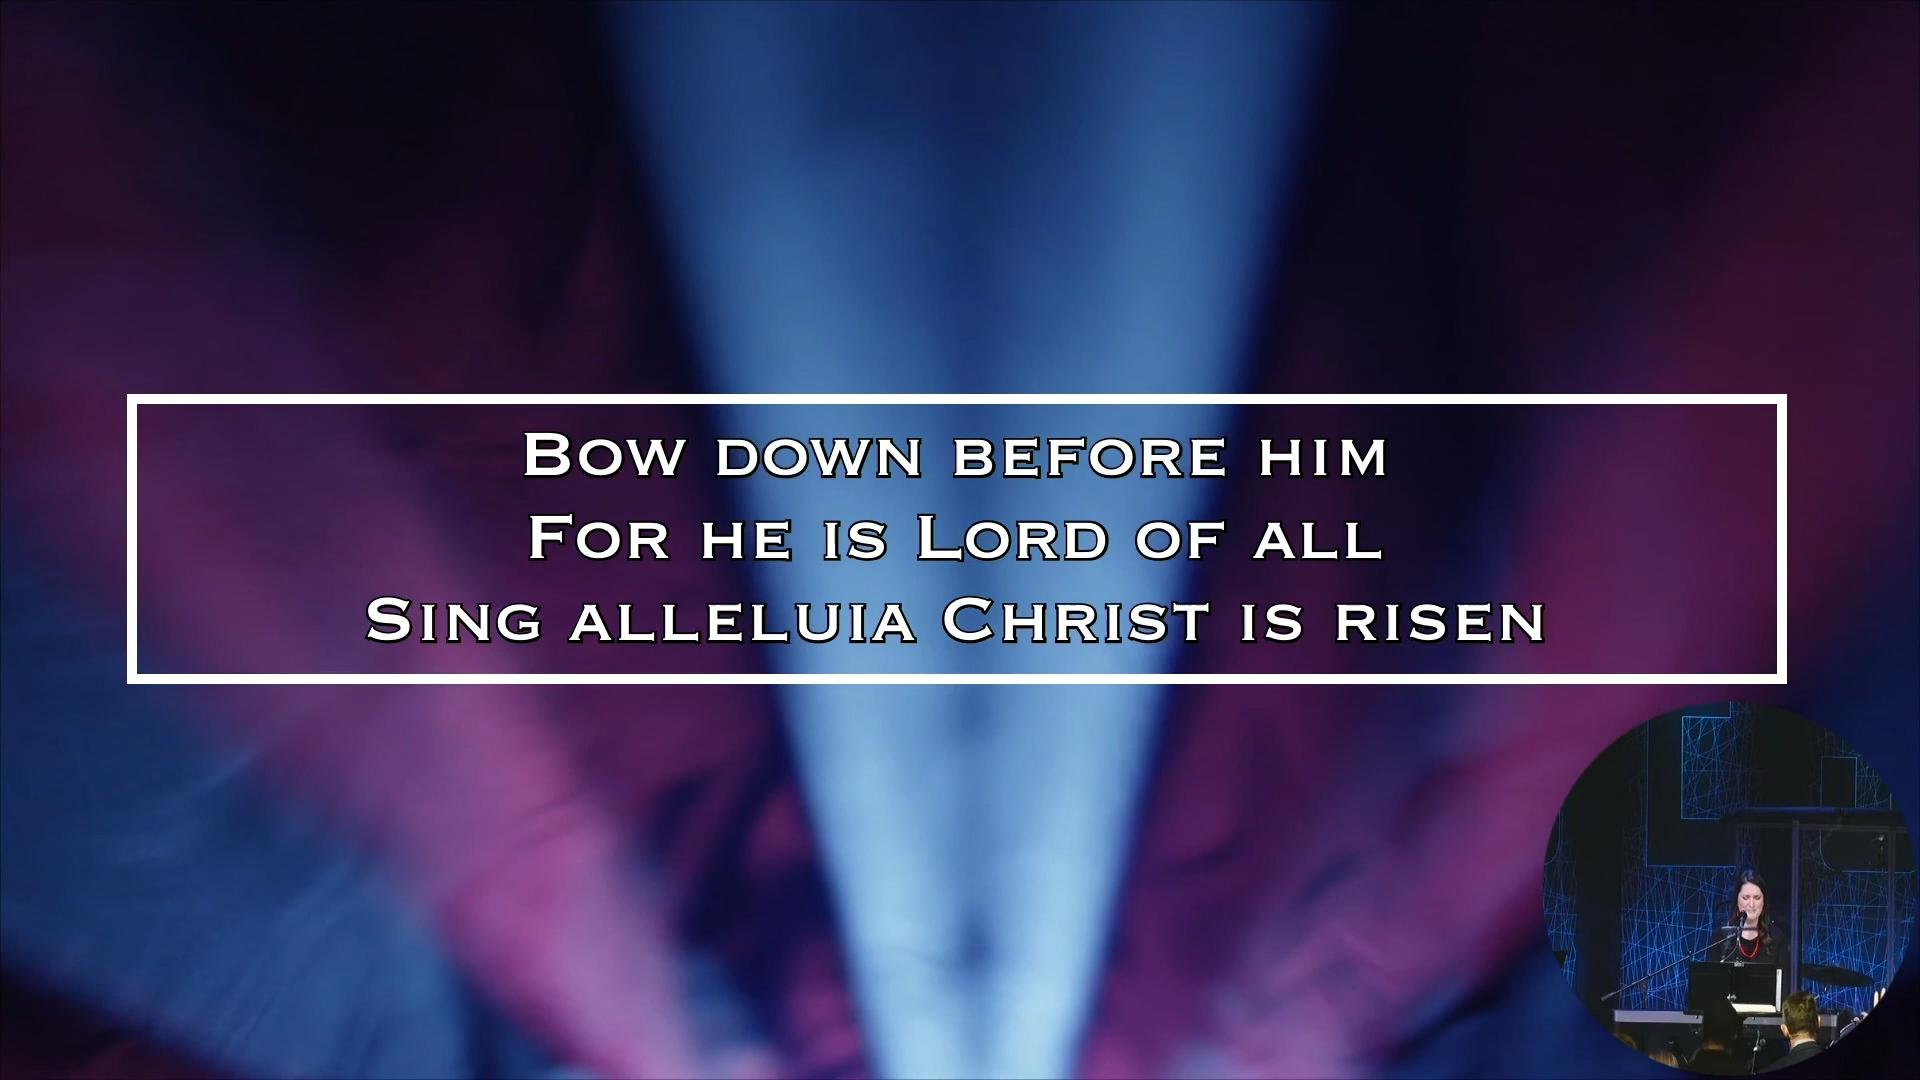 Bow down before him
For he is Lord of all
Sing alleluia Christ is risen